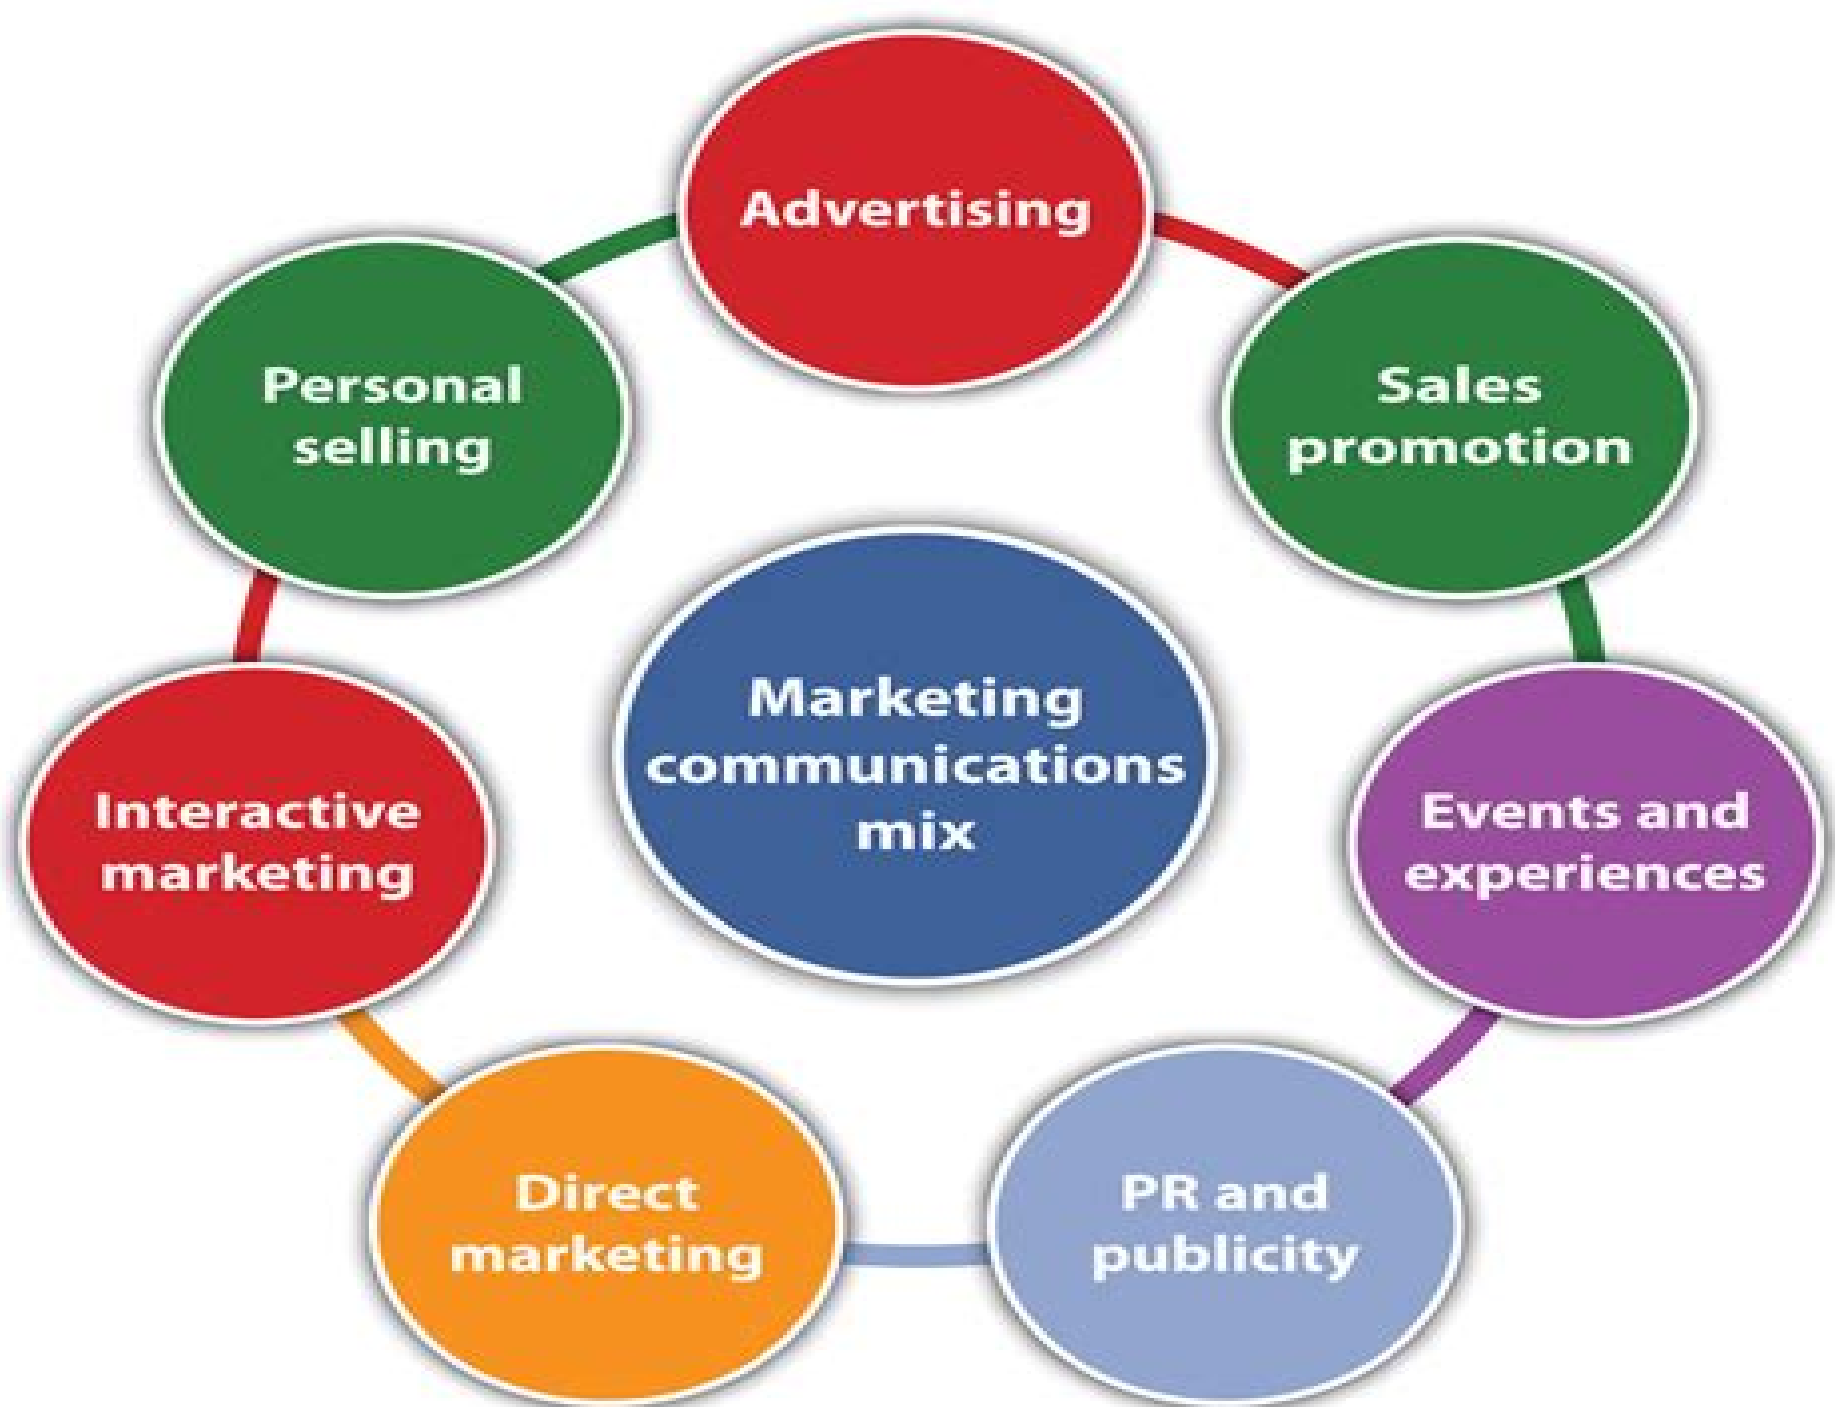 Advertising
Personal
selling
Sales
promotion
Marketing
communications
mix
Interactive
marketing
Events and
experiences
Direct
marketing
PR and
publicity